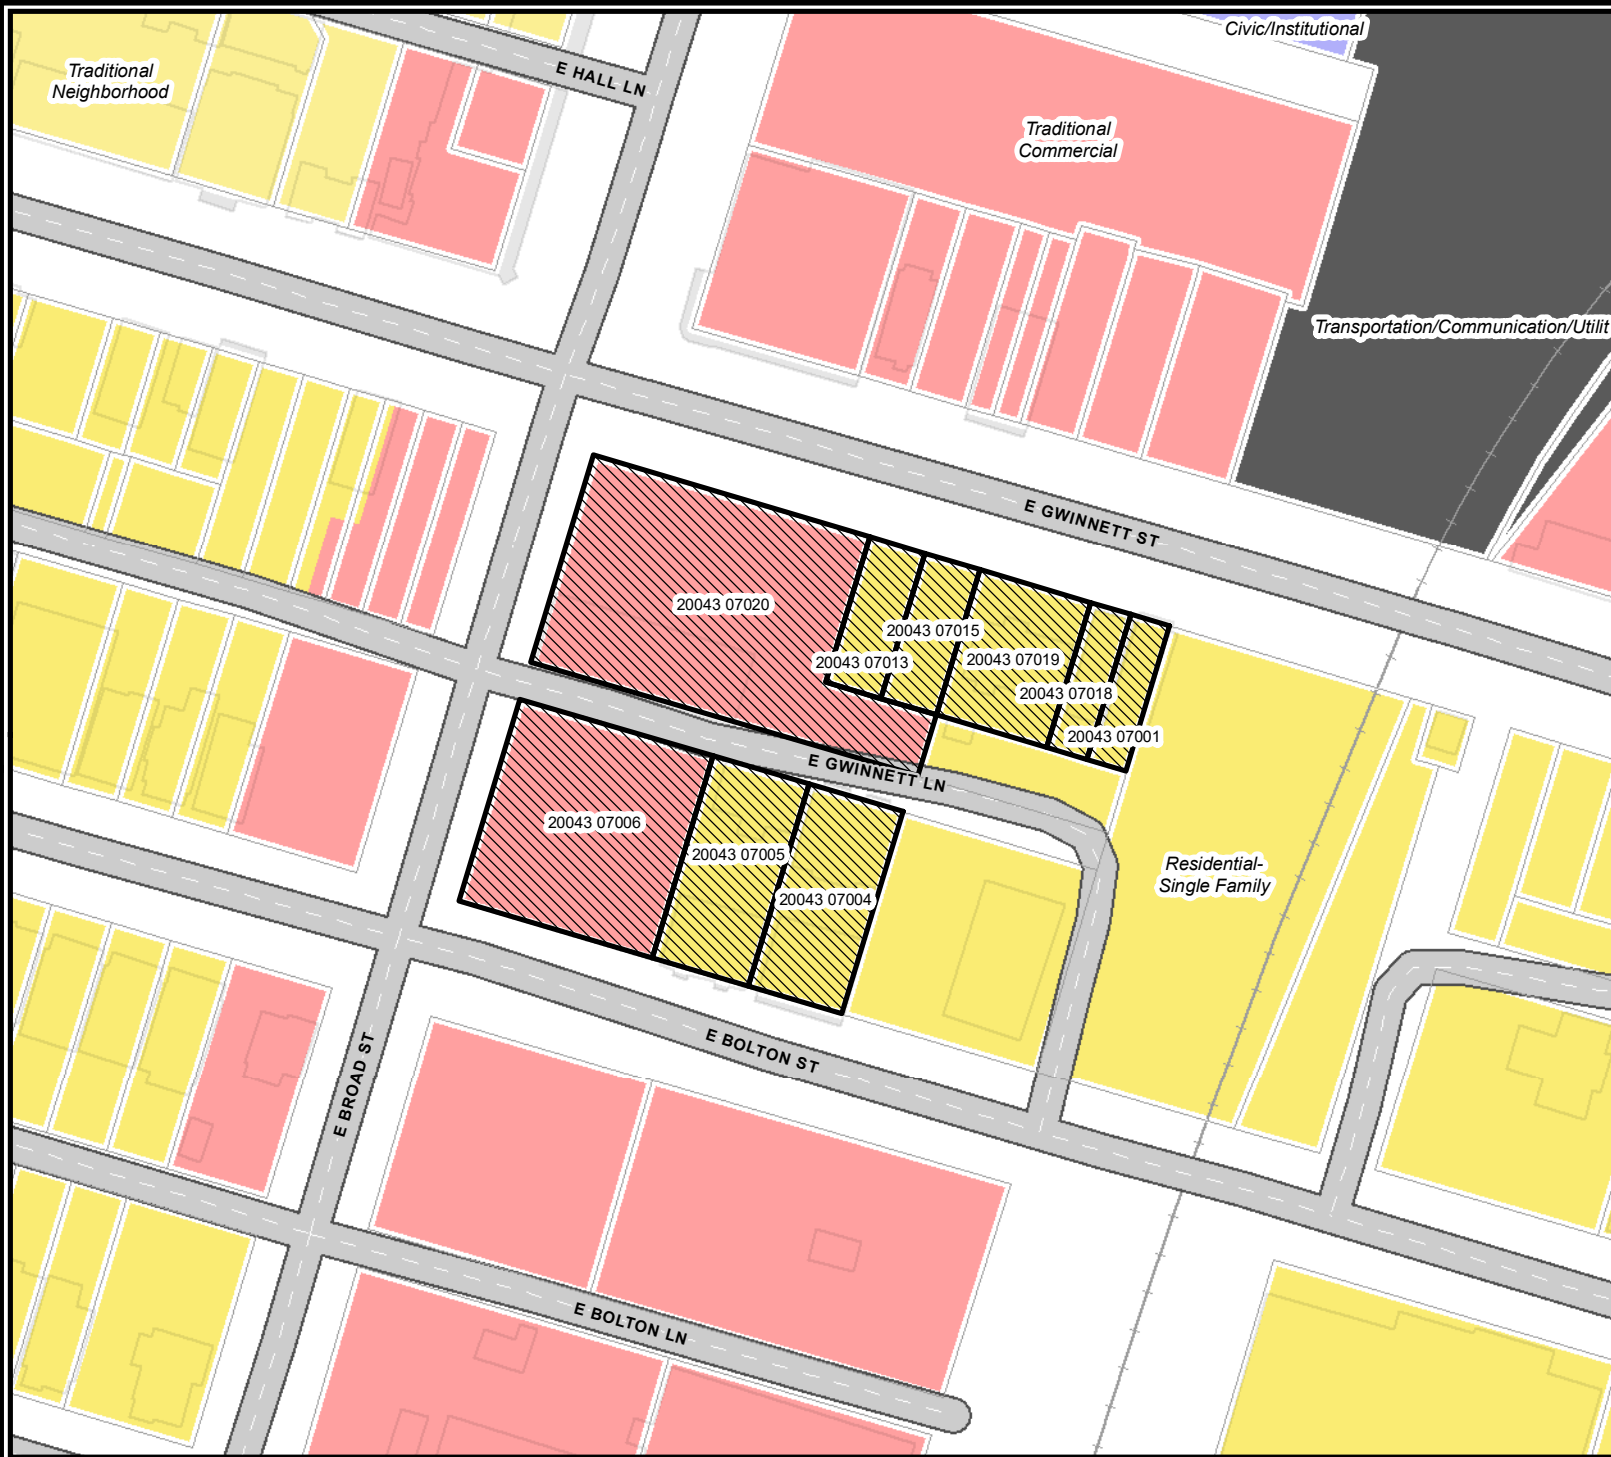 Civic/Institutional
Traditional
Neighborhood
E HALL LN
Traditional
Commercial
Transportation/Communication/Utilit
E GWINNETT ST
20043 07020
20043 07015
20043 07013
20043 07019
20043 07018
20043 07001
E GWINNETT LN
20043 07006
20043 07005
20043 07004
Residential-
Single Family
E BOLTON ST
E BROAD ST
E BOLTON LN